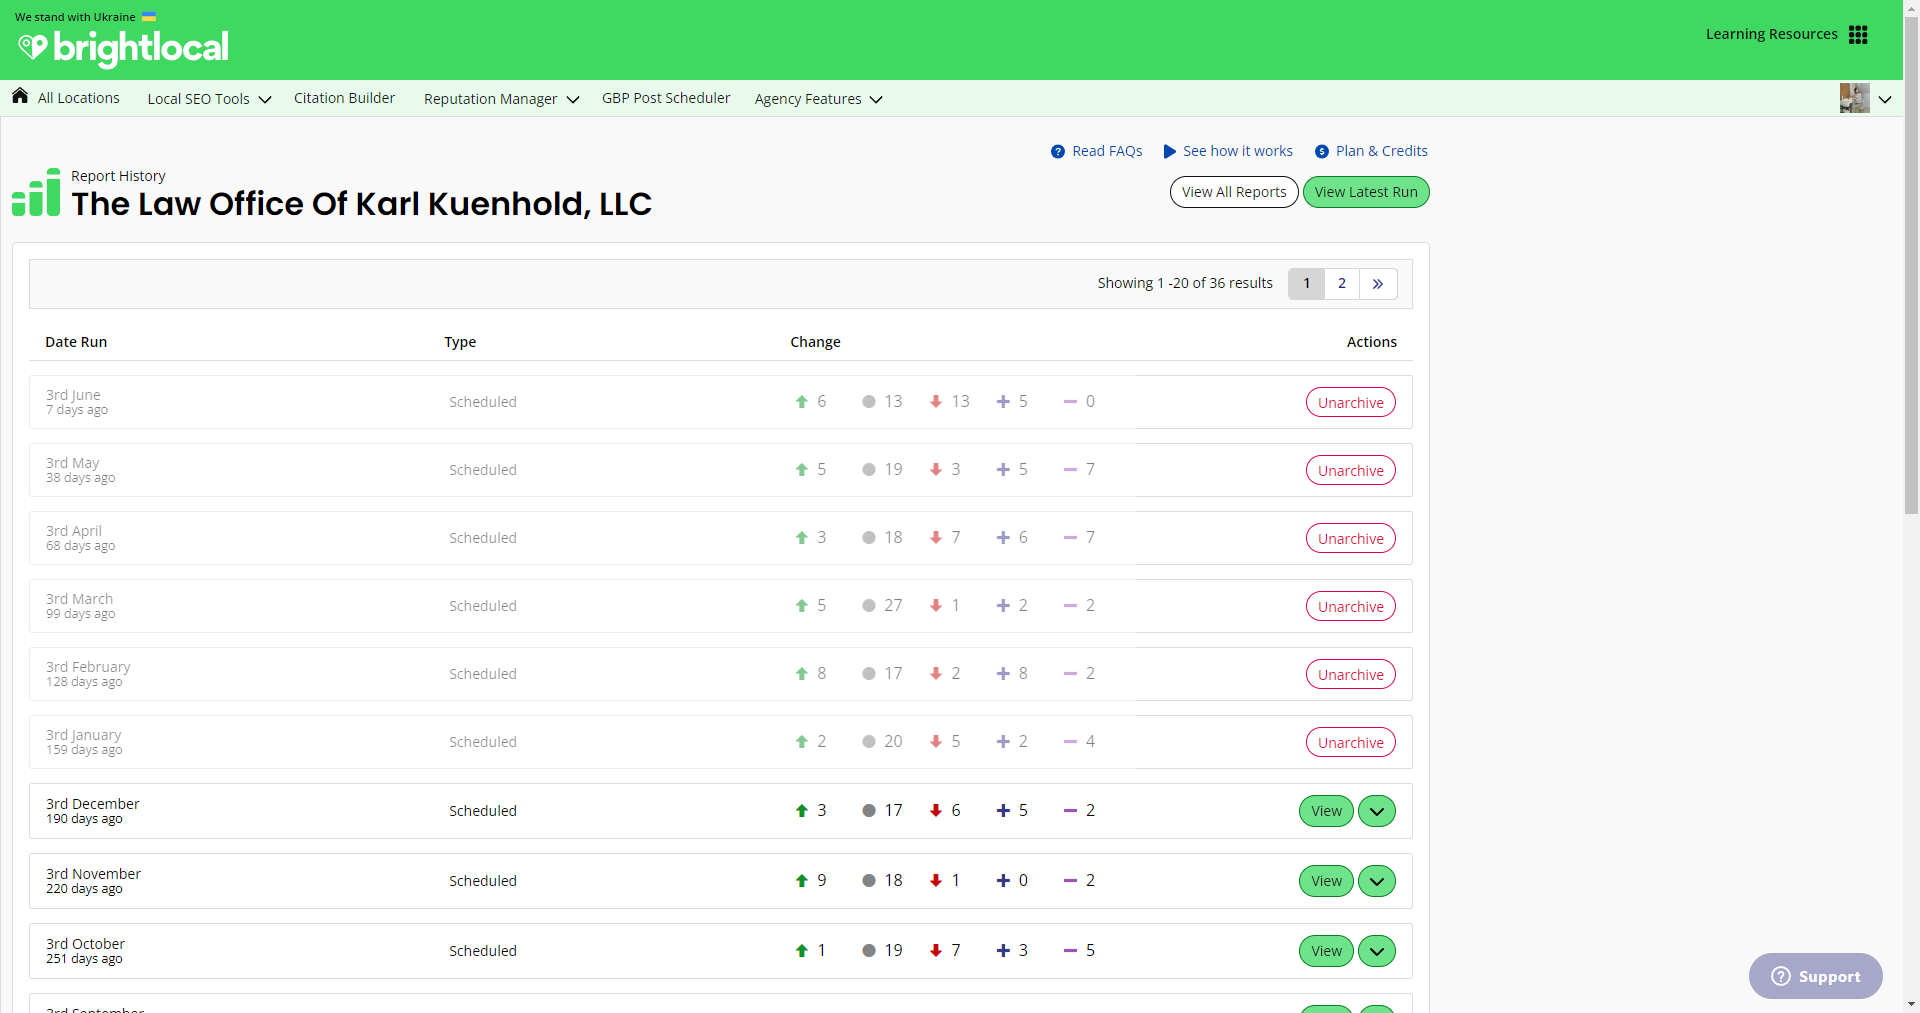 We stand with Ukraine
brightlocal
Learning Resources
All Locations Local SEO Tools Citation Builder Reputation Manager GBP Post Scheduler Agency Features
Read FAQs See how it works Plan & Credits
Report History
The Law Office Of Karl Kuenhold, LLC
View All Reports View Latest Run
Showing 1 -20 of 36 results 1 2 »
Date Run Type Change Actions
3rd June
7 days ago
Scheduled 6 13 13 5 0 Unarchive
3rd May
38 days ago
Scheduled 5 19 3 5 7 Unarchive
3rd April
68 days ago
Scheduled 3 18 7 6 7 Unarchive
3rd March
99 days ago
Scheduled 5 27 1 2 2 Unarchive
3rd February
128 days ago
Scheduled 8 17 2 8 2 Unarchive
3rd January
159 days ago
Scheduled 2 20 5 2 4 Unarchive
3rd December
190 days ago
Scheduled 3 17 6 5 2 View
3rd November
220 days ago
Scheduled 9 18 1 0 2 View
3rd October
251 days ago
Scheduled 1 19 7 3 5 View
3rd September
Support